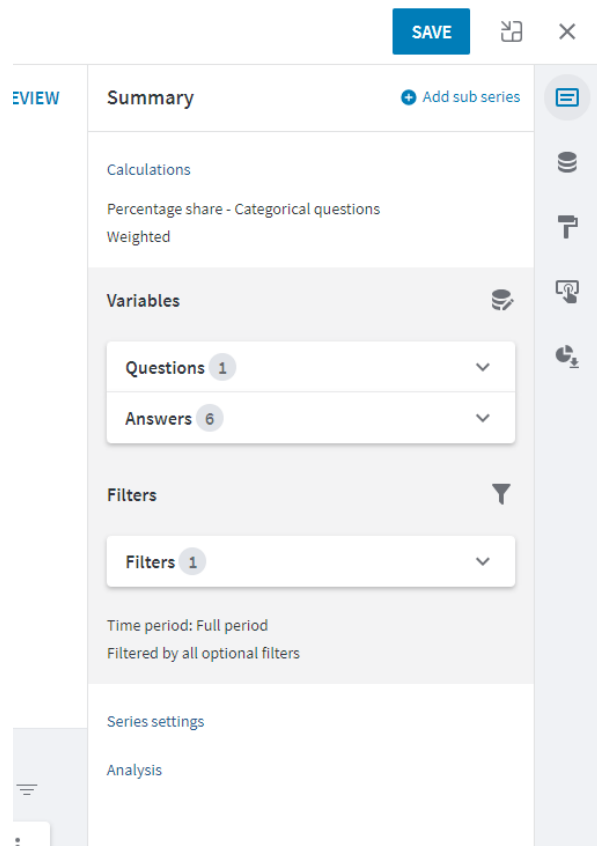 SAVE
EVIEW
Summary
Add sub series
Calculations
Percentage share - Categorical questions
Weighted
Variables
Questions 1
Answers 6
Filters
Filters 1
Time period: Full period
Filtered by all optional filters
Series settings
Analysis